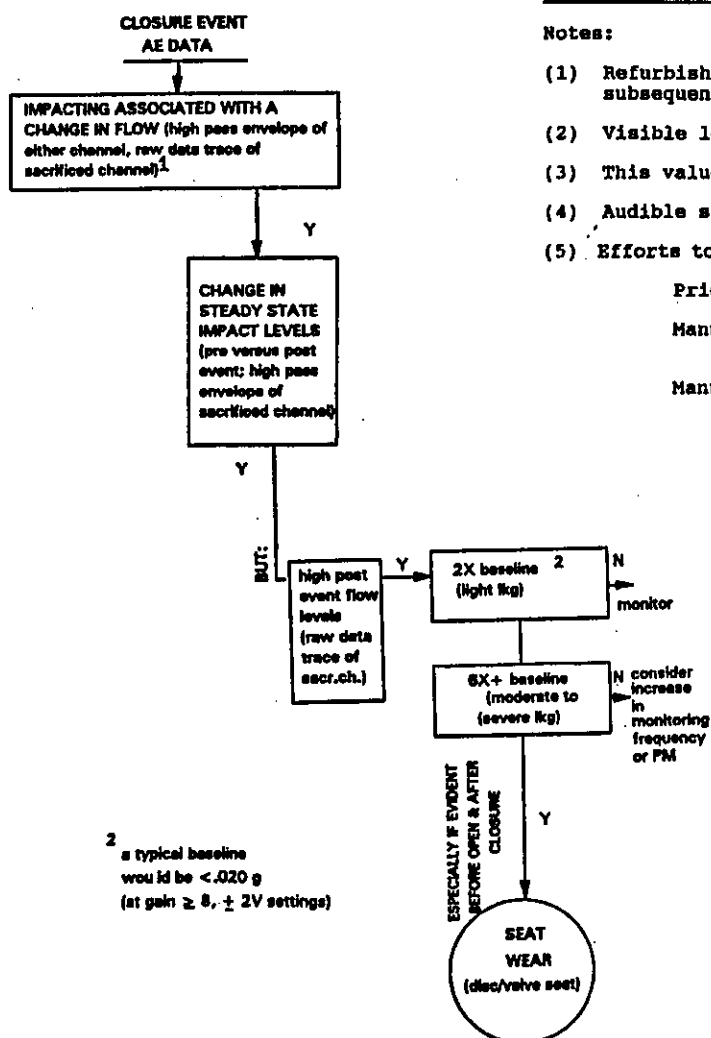 CLOSURE EVENT
AE DATA
IMPACTING ASSOCIATED WITH A
CHANGE IN FLOW (high pass envelope of
either channel, raw data trace of
sacrificed channel)1
Y
CHANGE IN
STEADY STATE
IMPACT LEVELS
(pre versus post
event; high pass
envelope of
sacrificed channel)
Y
BUT:
high post
event flow
levels
(raw data
trace of
sacr.ch.)
Y
2X baseline 2
(light lkg)
N
monitor
6X+ baseline
(moderate to
(severe lkg)
N consider
increase
in
monitoring
frequency
or PM
ESPECIALLY IF EVIDENT
BEFORE OPEN & AFTER
CLOSURE
Y
SEAT
WEAR
(disc/valve seat)
2 a typical baseline
would be <.020 g
(at gain ≥ 8, ± 2V settings)
Notes:
(1) Refurbish
subsequen
(2) Visible l
(3) This valu
(4) Audible s
(5) Efforts to
Pri
Man
Man